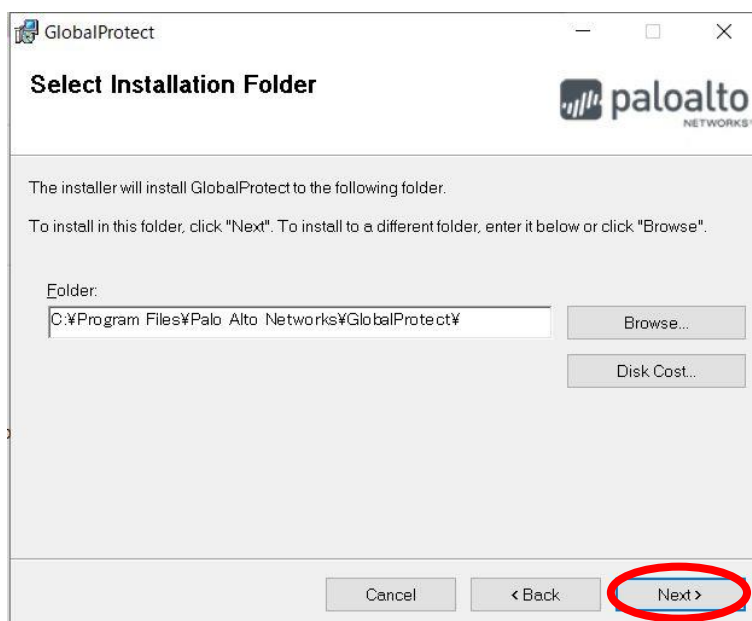 GlobalProtect
Select Installation Folder
paloalto
NETWORKS
The installer will install GlobalProtect to the following folder.
To install in this folder, click "Next". To install to a different folder, enter it below or click "Browse".
Folder:
C:¥Program Files¥Palo Alto Networks¥GlobalProtect¥
Browse...
Disk Cost...
Cancel
< Back
Next >